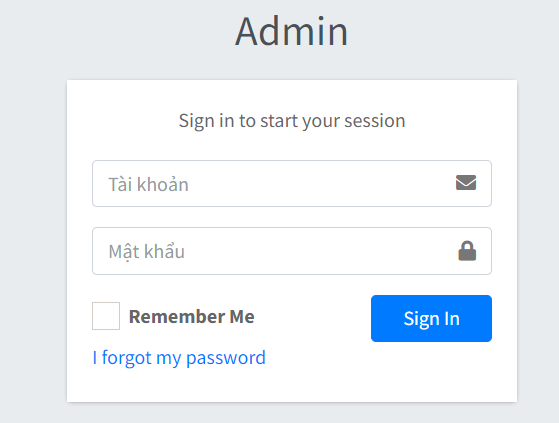 Admin
Sign in to start your session
Tài khoản
Mật khẩu
Remember Me
Sign In
I forgot my password